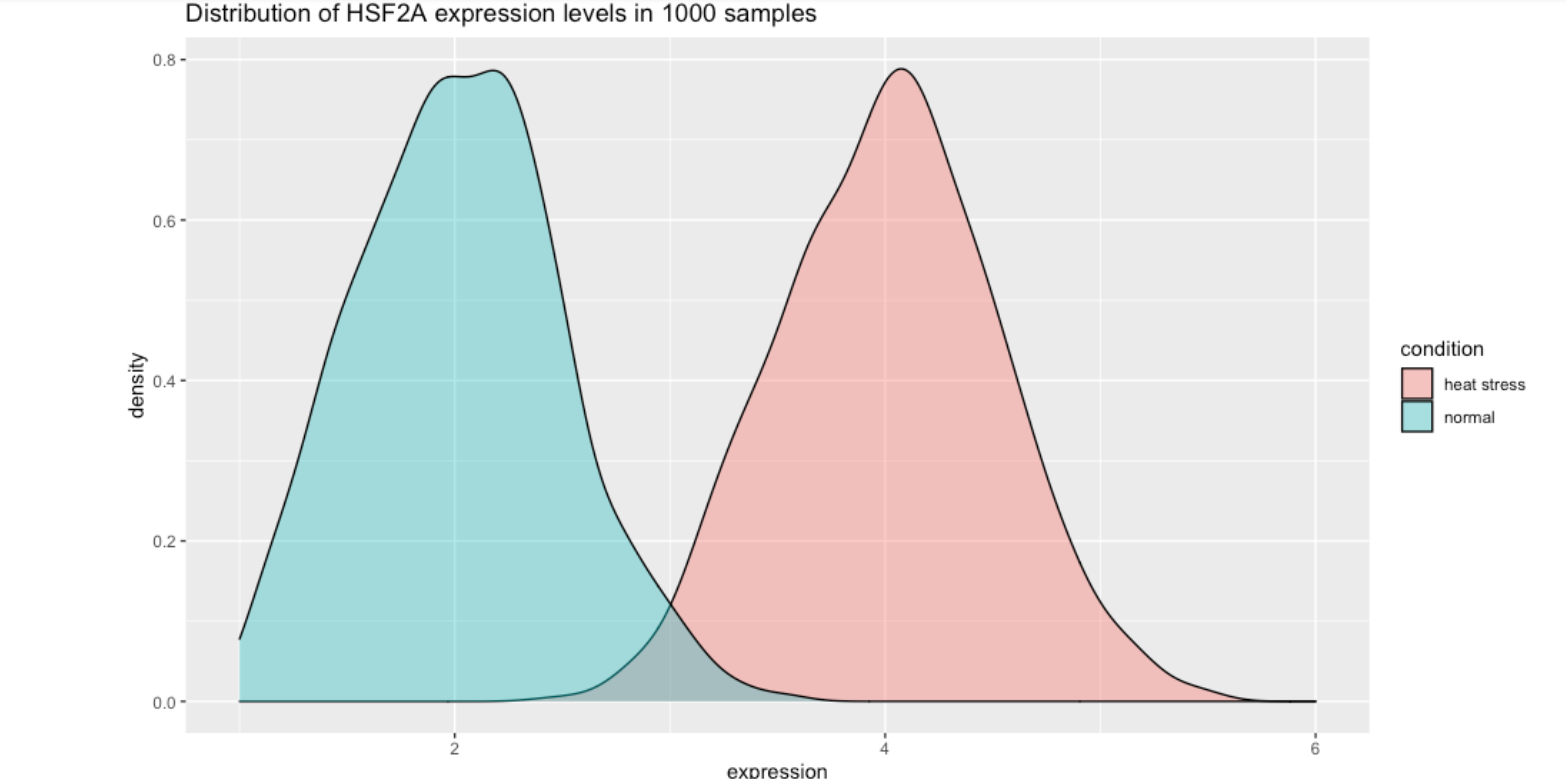 Distribution of HSF2A expression levels in 1000 samples
0.8
0.6
0.4
0.2
0.0
density
2
4
6
expression
condition
heat stress
normal